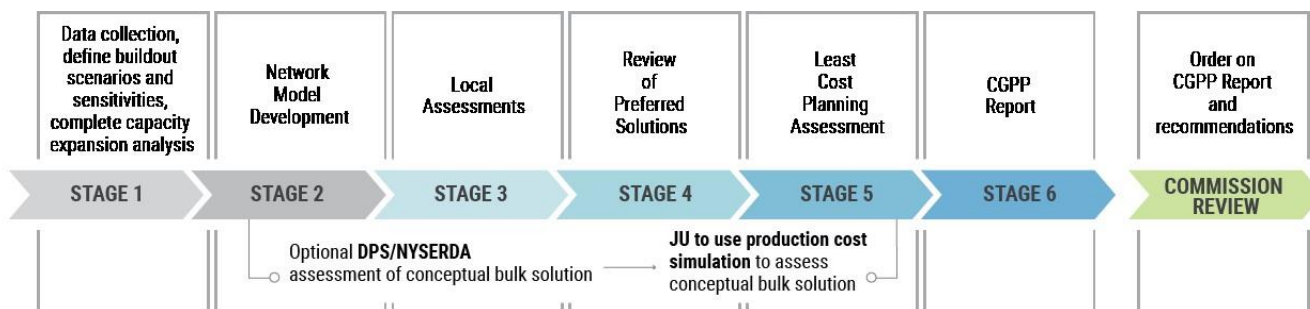 Data collection,
define buildout
scenarios and
sensitivities,
complete capacity
expansion analysis
Network
Model
Development
Local
Assessments
Review
of
Preferred
Solutions
Least
Cost
Planning
Assessment
CGPP
Report
Order on
CGPP Report
and
recommendations
STAGE 1
STAGE 2
STAGE 3
STAGE 4
STAGE 5
STAGE 6
COMMISSION
REVIEW
Optional DPS/NYSERDA
assessment of conceptual bulk solution
JU to use production cost
simulation to assess
conceptual bulk solution